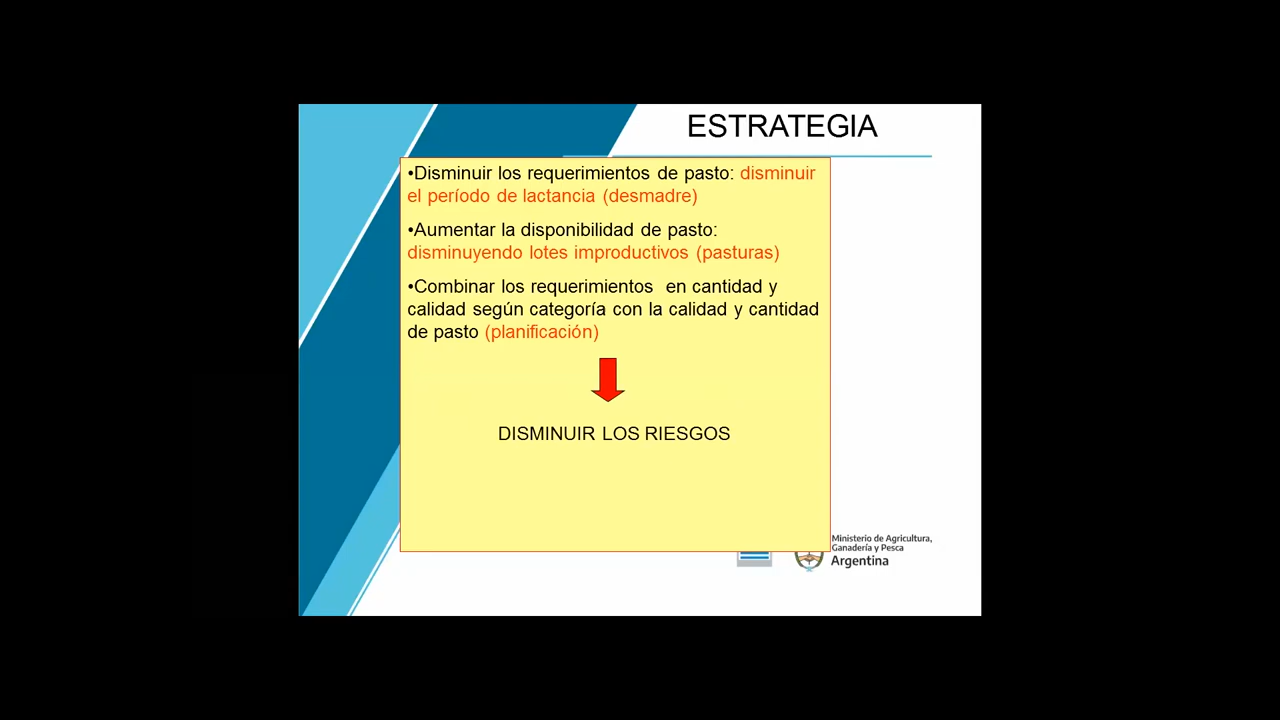 ESTRATEGIA
•Disminuir los requerimientos de pasto: disminuir
el período de lactancia (desmadre)
•Aumentar la disponibilidad de pasto:
disminuyendo lotes improductivos (pasturas)
•Combinar los requerimientos  en cantidad y
calidad según categoría con la calidad y cantidad
de pasto (planificación)
DISMINUIR LOS RIESGOS
Ministerio de Agricultura,
Ganadería y Pesca
Argentina